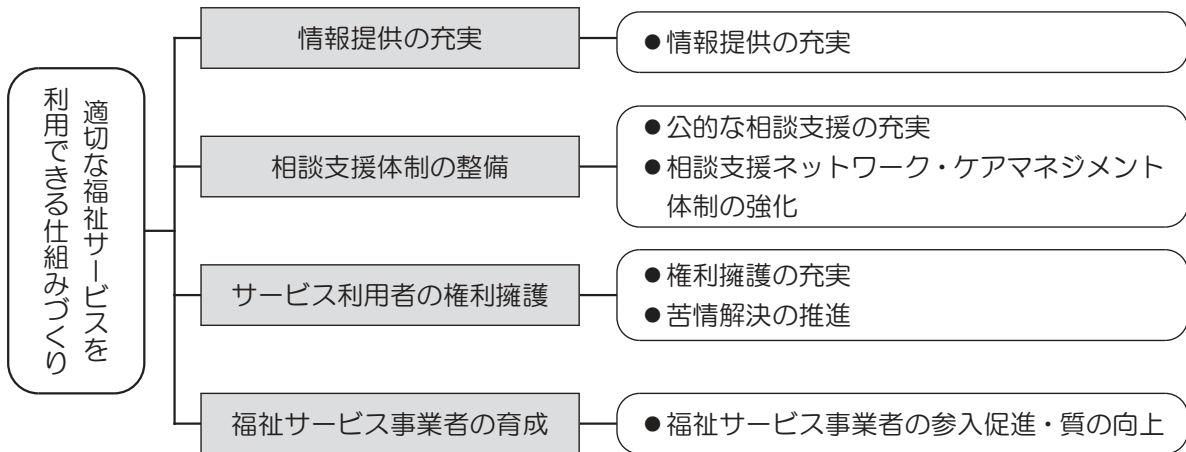 適切な福祉サービスを
利用できる仕組みづくり
情報提供の充実
●情報提供の充実
相談支援体制の整備
●公的な相談支援の充実
●相談支援ネットワーク・ケアマネジメント
体制の強化
サービス利用者の権利擁護
●権利擁護の充実
●苦情解決の推進
福祉サービス事業者の育成
●福祉サービス事業者の参入促進・質の向上